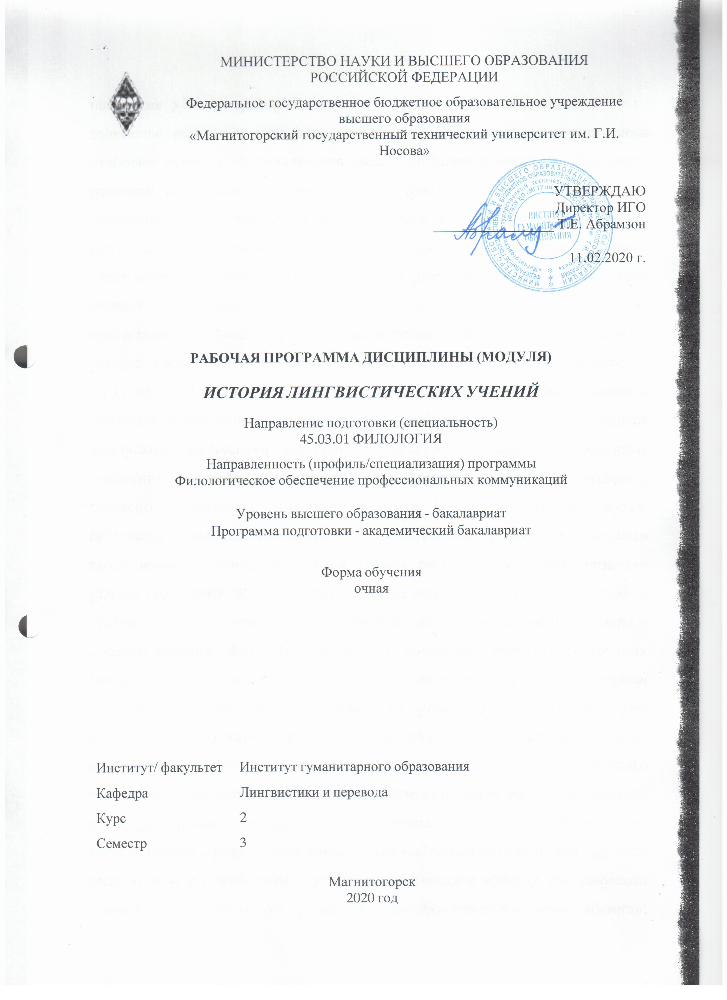 МИНИСТЕРСТВО НАУКИ И ВЫСШЕГО ОБРАЗОВАНИЯ
РОССИЙСКОЙ ФЕДЕРАЦИИ
Федеральное государственное бюджетное образовательное учреждение
высшего образования
«Магнитогорский государственный технический университет им. Г.И.
Носова»
УТВЕРЖДАЮ
Директор ИГО
Т.Е. Абрамзон
11.02.2020 г.
ИНСТИТУТ
ГУМАНИТАРНОГО
ОБРАЗОВАНИЯ
РАБОЧАЯ ПРОГРАММА ДИСЦИПЛИНЫ (МОДУЛЯ)
ИСТОРИЯ ЛИНГВИСТИЧЕСКИХ УЧЕНИЙ
Направление подготовки (специальность)
45.03.01 ФИЛОЛОГИЯ
Направленность (профиль/специализация) программы
Филологическое обеспечение профессиональных коммуникаций
Уровень высшего образования - бакалавриат
Программа подготовки - академический бакалавриат
Форма обучения
очная
Институт/ факультет Институт гуманитарного образования
Кафедра Лингвистики и перевода
Курс 2
Семестр 3
Магнитогорск
2020 год